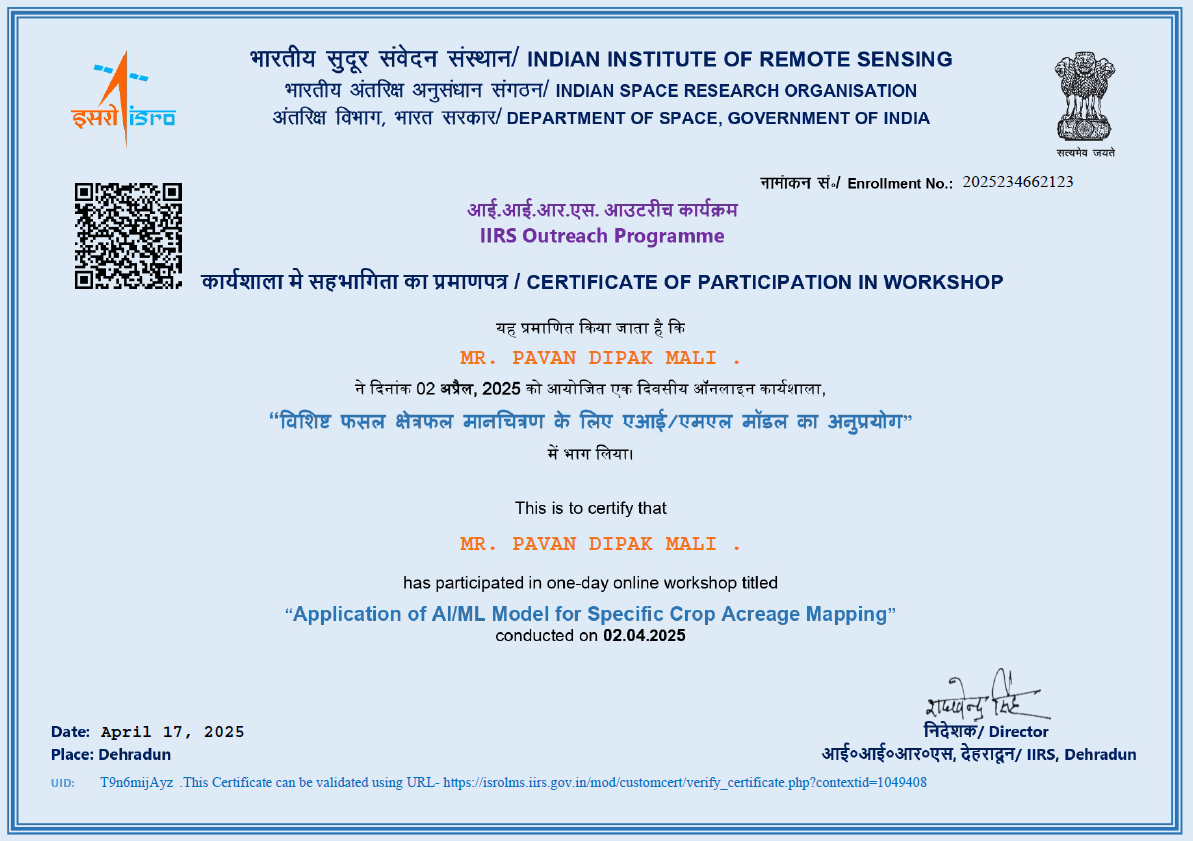 भारतीय सुदूर संवेदन संस्थान/ INDIAN INSTITUTE OF REMOTE SENSING
भारतीय अंतरिक्ष अनुसंधान संगठन/ INDIAN SPACE RESEARCH ORGANISATION
अंतरिक्ष विभाग, भारत सरकार/ DEPARTMENT OF SPACE, GOVERNMENT OF INDIA
इसरो isro
सत्यमेव जयते
नामांकन सं॰/ Enrollment No.: 2025234662123
आई.आई.आर.एस. आउटरीच कार्यक्रम
IIRS Outreach Programme
कार्यशाला मे सहभागिता का प्रमाणपत्र / CERTIFICATE OF PARTICIPATION IN WORKSHOP
यह प्रमाणित किया जाता है कि
MR. PAVAN DIPAK MALI .
ने दिनांक 02 अप्रैल, 2025 को आयोजित एक दिवसीय ऑनलाइन कार्यशाला,
“विशिष्ट फसल क्षेत्रफल मानचित्रण के लिए एआई/एमएल मॉडल का अनुप्रयोग”
में भाग लिया।
This is to certify that
MR. PAVAN DIPAK MALI .
has participated in one-day online workshop titled
“Application of AI/ML Model for Specific Crop Acreage Mapping”
conducted on 02.04.2025
निदेशक/ Director
आई॰आई॰आर॰एस, देहरादून/ IIRS, Dehradun
Date: April 17, 2025
Place: Dehradun
UID: T9n6mijAyz .This Certificate can be validated using URL- https://isrolms.iirs.gov.in/mod/customcert/verify_certificate.php?contextid=1049408